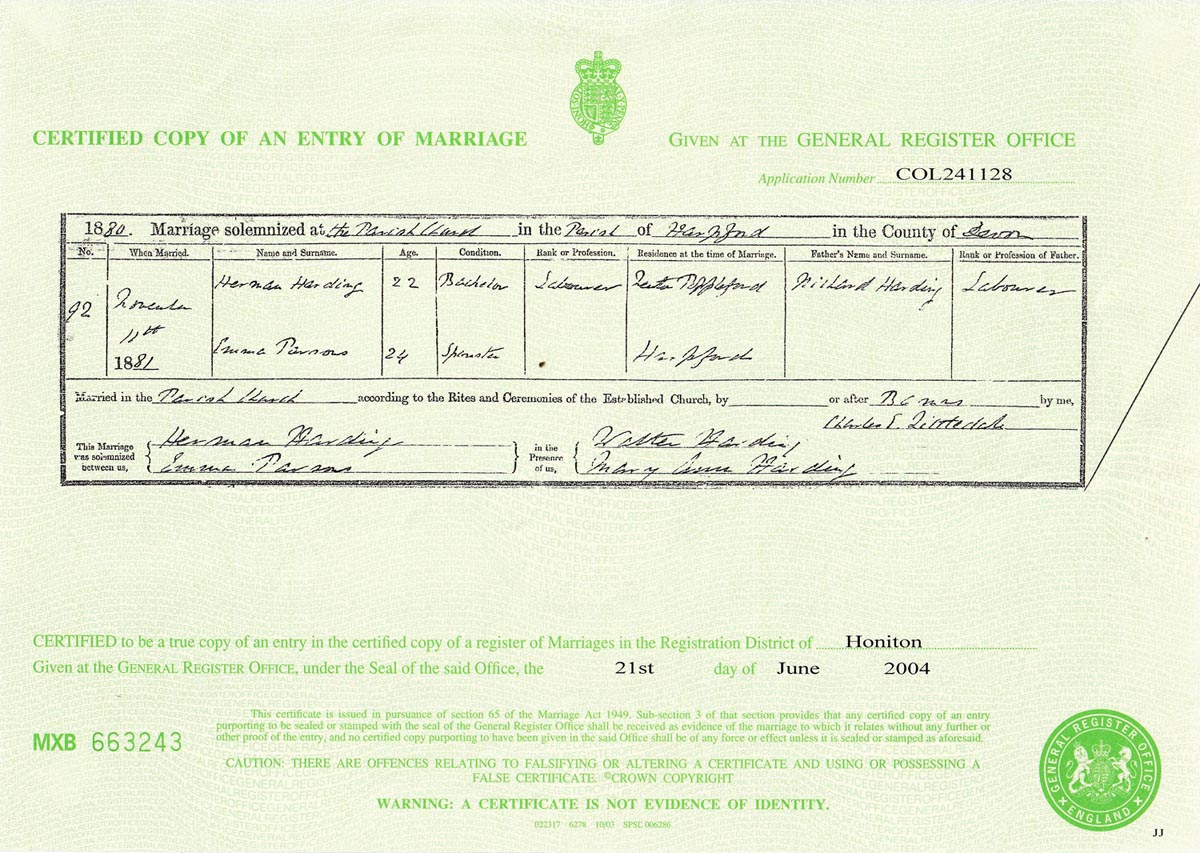 CERTIFIED COPY OF AN ENTRY OF MARRIAGE
GIVEN AT THE GENERAL REGISTER OFFICE
Application Number COL241128
1880. Marriage solemnized at the Parish Church in the Parish of Harpford in the County of Devon
No. When Married. Name and Surname. Age. Condition. Rank or Profession. Residence at the time of Marriage. Father's Name and Surname. Rank or Profession of Father.
Herman Harding 22 Bachelor Labourer Richard Harding Labourer
92 November
11th
1881 Emma Parsons 24 Spinster Harpford
Married in the Parish Church according to the Rites and Ceremonies of the Established Church, by or after Banns by me,
Charles E.
This Marriage was solemnized between us, Herman Harding in the Presence of us, Walter Harding
Emma Parsons Mary Ann Harding
CERTIFIED to be a true copy of an entry in the certified copy of a register of Marriages in the Registration District of Honiton
Given at the GENERAL REGISTER OFFICE, under the Seal of the said Office, the 21st day of June 2004
This certificate is issued in pursuance of section 65 of the Marriage Act 1949. Sub-section 3 of that section provides that any certified copy of an entry
purporting to be sealed or stamped with the seal of the General Register Office shall be received as evidence of the marriage to which it relates without any further or
other proof of the entry, and no certified copy purporting to have been given in the said Office shall be of any force or effect unless it is sealed or stamped as aforesaid.
MXB 663243
CAUTION: THERE ARE OFFENCES RELATING TO FALSIFYING OR ALTERING A CERTIFICATE AND USING OR POSSESSING A
FALSE CERTIFICATE. ©CROWN COPYRIGHT
WARNING: A CERTIFICATE IS NOT EVIDENCE OF IDENTITY.
022317 6278 10/03 SPSL 006286
GENERAL REGISTER OFFICE
ENGLAND
JJ